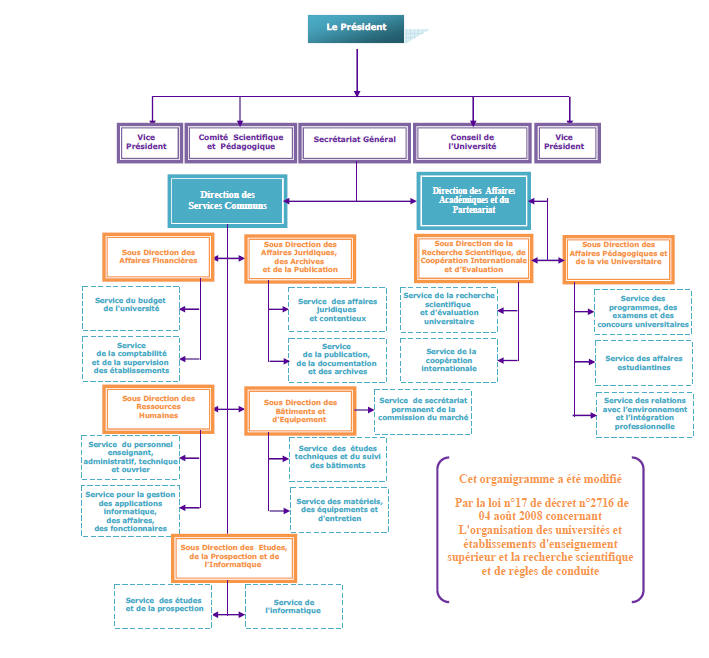 Le Président
Vice
Président
Comité Scientifique
et Pédagogique
Secrétariat Général
Conseil de
l'Université
Vice
Président
Direction des
Services Communs
Direction des Affaires
Académiques et du
Partenariat
Sous Direction des
Affaires Financières
Sous Direction des
Affaires Juridiques,
des Archives
et de la Publication
Sous Direction de la
Recherche Scientifique, de
Coopération Internationale
et d'Evaluation
Sous Direction des
Affaires Pédagogiques et
de la vie Universitaire
Service du budget
de l'université
Service des affaires
juridiques
et contentieux
Service de la recherche
scientifique
et d'évaluation
universitaire
Service des
programmes, des
examens et des
concours universitaires
Service
de la comptabilité
et de la supervision
des établissements
Service
de la publication,
de la documentation
et des archives
Service de la
coopération
internationale
Service des affaires
estudiantines
Sous Direction des
Ressources
Humaines
Sous Direction des
Bâtiments et
d'Equipement
Service de secrétariat
permanent de la
commission du marché
Service des relations
avec l'environnement
et l'intégration
professionnelle
Service du personnel
enseignant,
administratif, technique
et ouvrier
Service des études
techniques et du suivi
des bâtiments
Service pour la gestion
des applications
informatique,
des affaires,
des fonctionnaires
Service des matériels,
des équipements et
d'entretien
Sous Direction des Etudes,
de la Prospection et de
l'Informatique
Service des études
et de la prospection
Service de
l'informatique
Cet organigramme a été modifié
Par la loi n°17 de décret n°2716 de
04 août 2008 concernant
L'organisation des universités et
établissements d'enseignement
supérieur et la recherche scientifique
et de règles de conduite